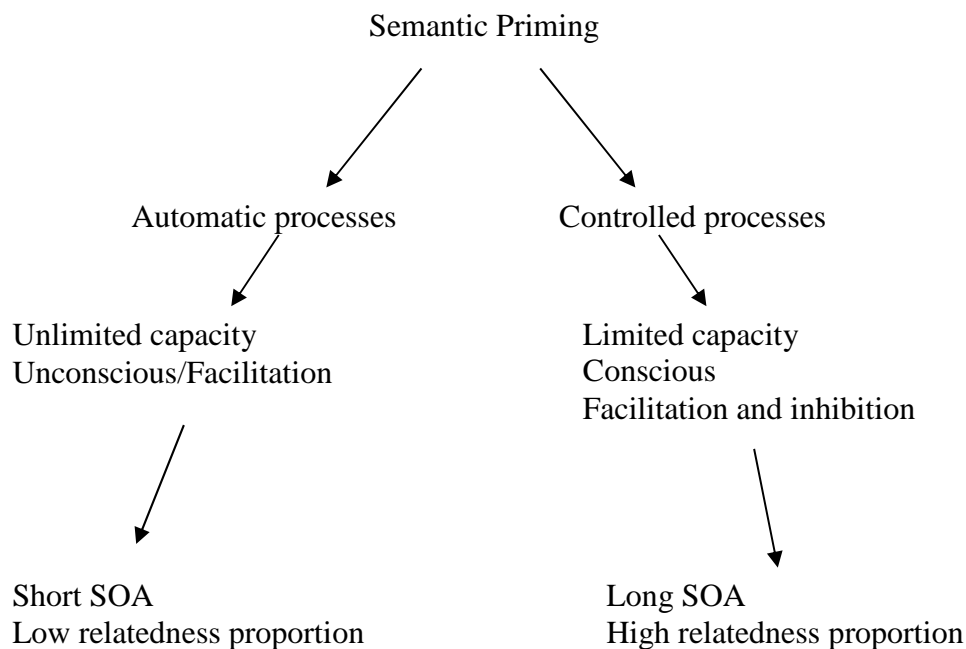 Semantic Priming
Automatic processes
Controlled processes
Unlimited capacity
Unconscious/Facilitation
Limited capacity
Conscious
Facilitation and inhibition
Short SOA
Low relatedness proportion
Long SOA
High relatedness proportion